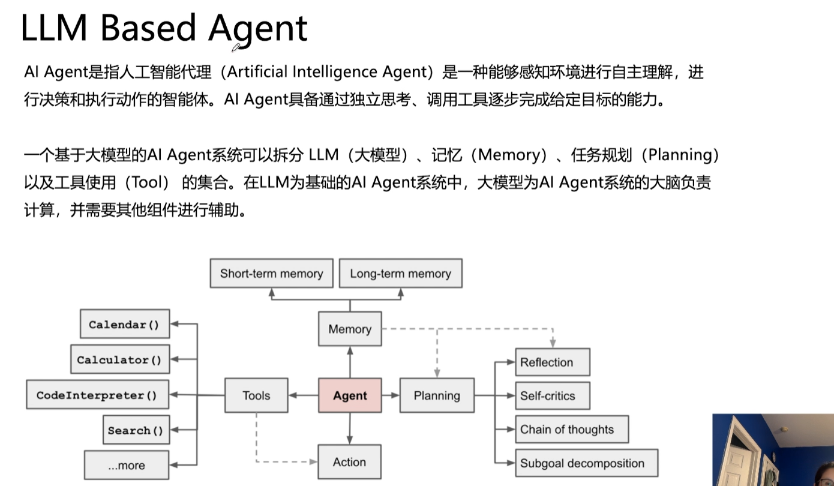 LLM Based Agent
AI Agent是指人工智能代理（Artificial Intelligence Agent）是一种能够感知环境进行自主理解，进
行决策和执行动作的智能体。AI Agent具备通过独立思考、调用工具逐步完成给定目标的能力。
一个基于大模型的AI Agent系统可以拆分 LLM（大模型）、记忆（Memory）、任务规划（Planning）
以及工具使用（Tool） 的集合。在LLM为基础的AI Agent系统中，大模型为AI Agent系统的大脑负责
计算，并需要其他组件进行辅助。
Short-term memory
Long-term memory
Calendar()
Memory
Calculator()
Reflection
CodeInterpreter()
Tools
Agent
Planning
Self-critics
Search()
Chain of thoughts
...more
Action
Subgoal decomposition